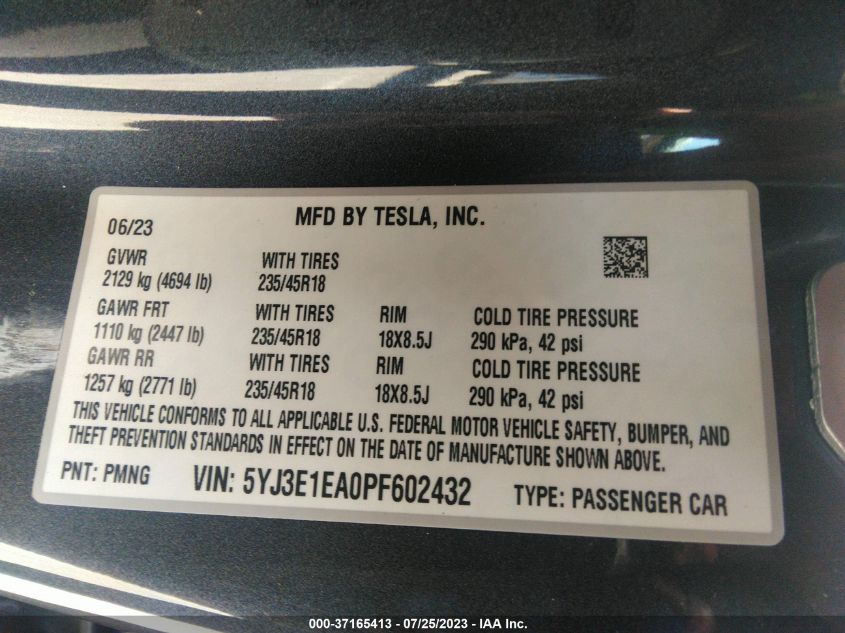 06/23 MFD BY TESLA, INC.
GVWR WITH TIRES
2129 kg (4694 lb) 235/45R18
GAWR FRT WITH TIRES RIM COLD TIRE PRESSURE
1110 kg (2447 lb) 235/45R18 18X8.5J 290 kPa, 42 psi
GAWR RR WITH TIRES RIM COLD TIRE PRESSURE
1257 kg (2771 lb) 235/45R18 18X8.5J 290 kPa, 42 psi
THIS VEHICLE CONFORMS TO ALL APPLICABLE U.S. FEDERAL MOTOR VEHICLE SAFETY, BUMPER, AND
THEFT PREVENTION STANDARDS IN EFFECT ON THE DATE OF MANUFACTURE SHOWN ABOVE.
PNT: PMNG VIN: 5YJ3E1EA0PF602432 TYPE: PASSENGER CAR
000-37165413 - 07/25/2023 - IAA Inc.